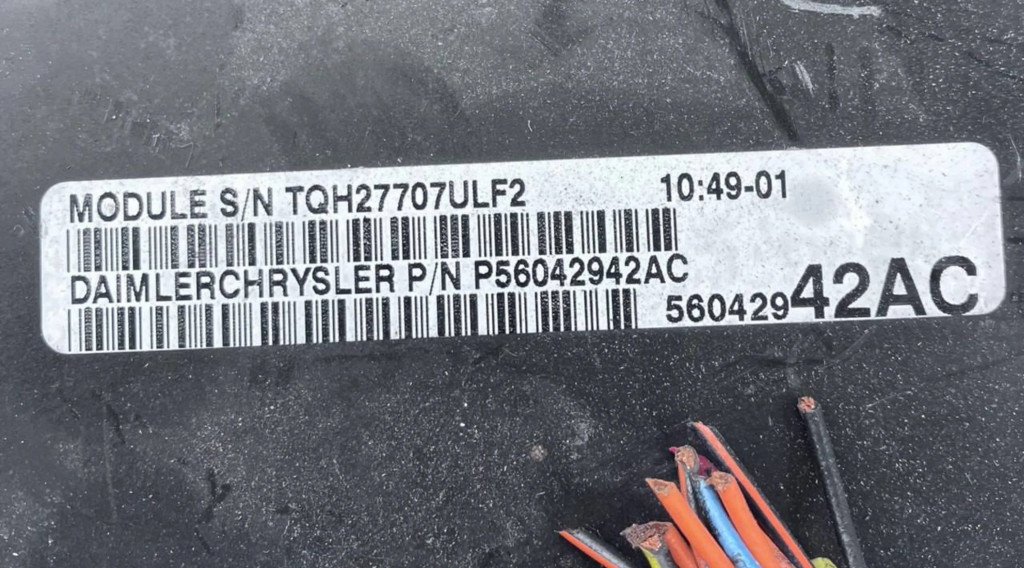 MODULE S/N TQH27707ULF2 10:49-01
DAIMLERCHRYSLER P/N P56042942AC
56042942AC